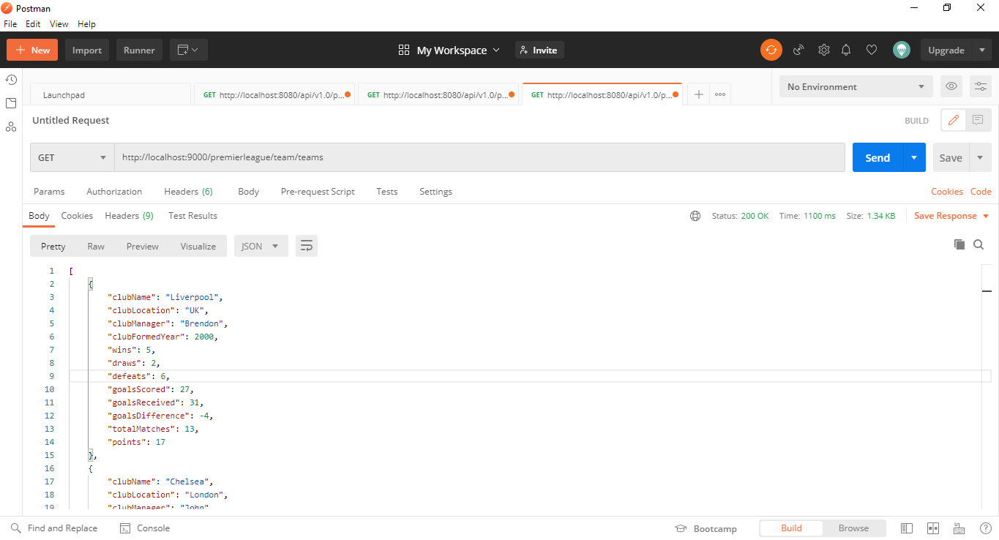 Postman
File Edit View Help
New Import Runner My Workspace Invite Upgrade
Launchpad GET http://localhost:8080/api/v1.0/p... GET http://localhost:8080/api/v1.0/p... GET http://localhost:8080/api/v1.0/p... No Environment
Untitled Request BUILD
GET http://localhost:9000/premierleague/team/teams Send Save
Params Authorization Headers (6) Body Pre-request Script Tests Settings Cookies Code
Body Cookies Headers (9) Test Results Status: 200 OK Time: 1100 ms Size: 1.34 KB Save Response
Pretty Raw Preview Visualize JSON
1 [
2 {
3 "clubName": "Liverpool",
4 "clubLocation": "UK",
5 "clubManager": "Brendon",
6 "clubFormedYear": 2000,
7 "wins": 5,
8 "draws": 2,
9 "defeats": 6,
10 "goalsScored": 27,
11 "goalsReceived": 31,
12 "goalsDifference": -4,
13 "totalMatches": 13,
14 "points": 17
15 },
16 {
17 "clubName": "Chelsea",
18 "clubLocation": "London",
19 "clubManager": "John"
Find and Replace Console Bootcamp Build Browse